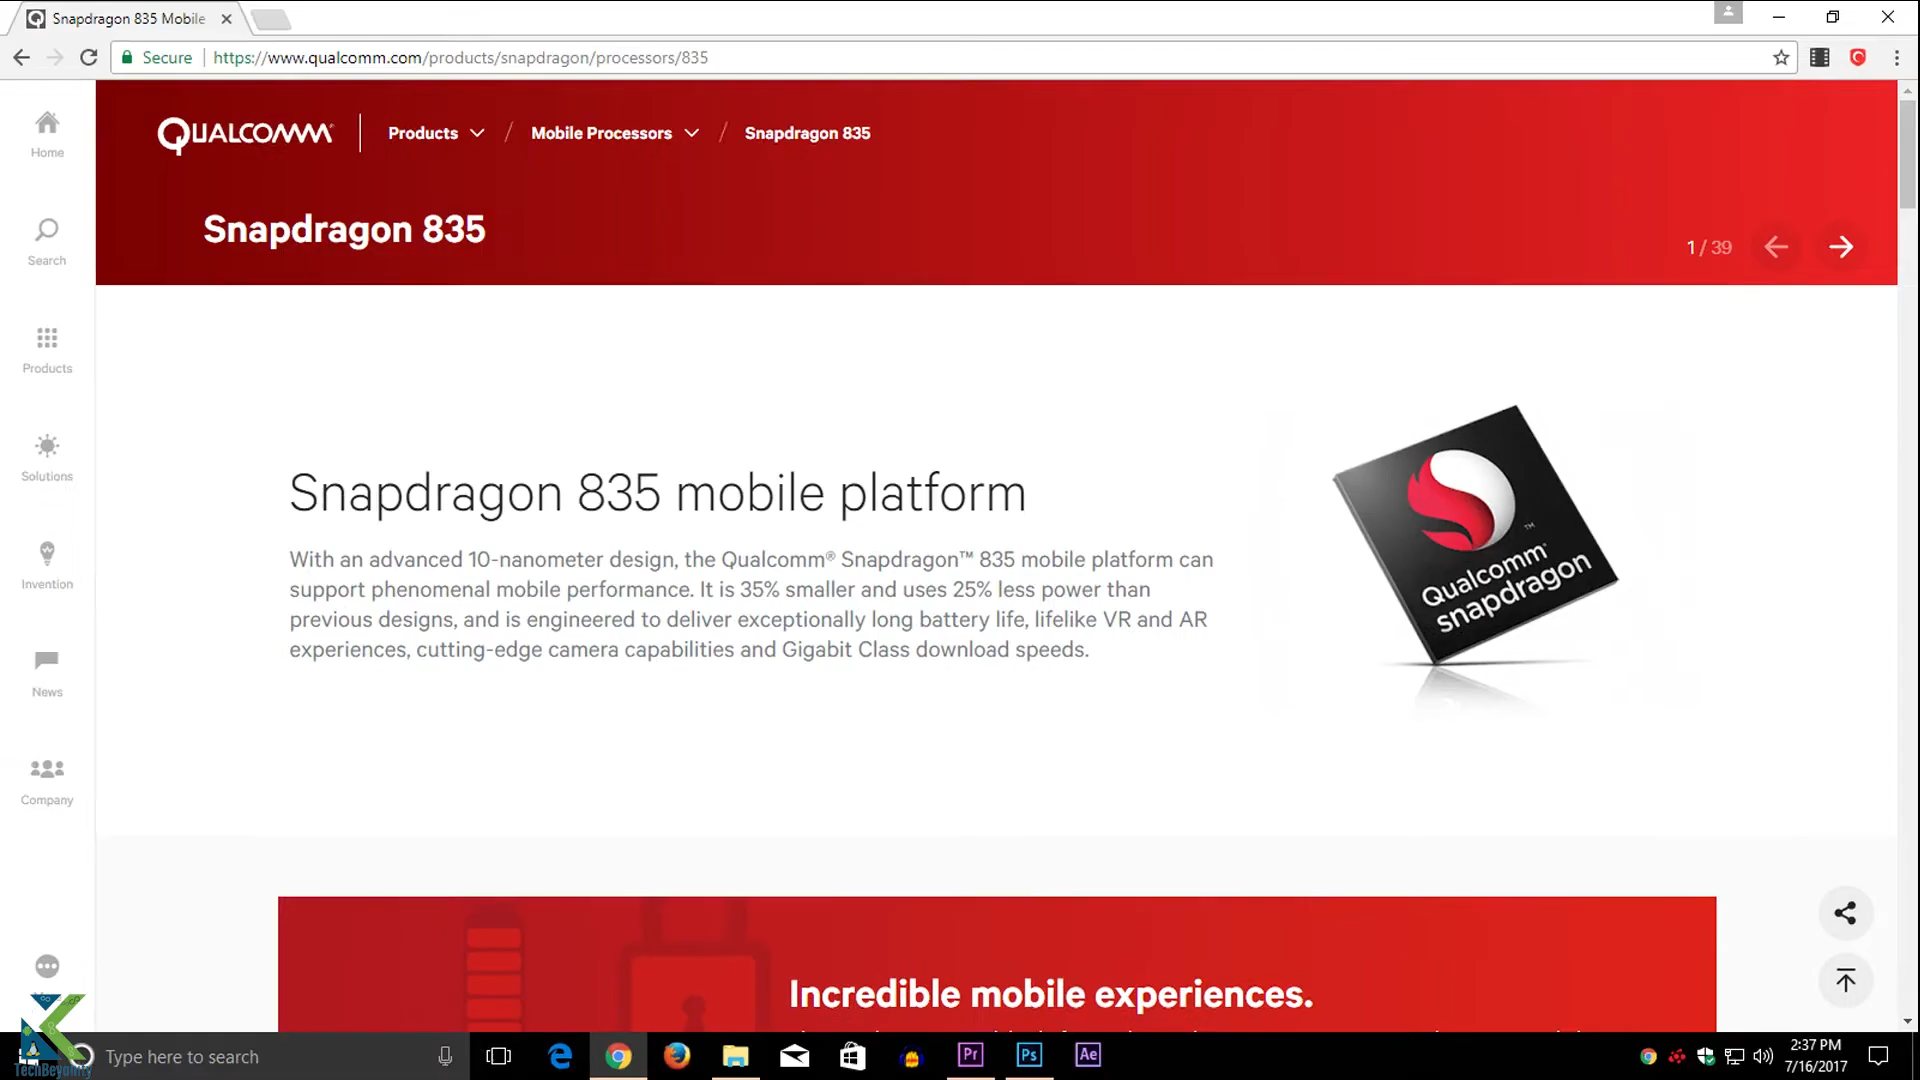 Snapdragon 835 Mobile
Secure
https://www.qualcomm.com/products/snapdragon/processors/835
QUALCOMM®
Products
Mobile Processors
/ Snapdragon 835
Snapdragon 835
1 / 39
Home
Search
Products
Solutions
Invention
News
Company
Snapdragon 835 mobile platform
With an advanced 10-nanometer design, the Qualcomm® Snapdragon™ 835 mobile platform can
support phenomenal mobile performance. It is 35% smaller and uses 25% less power than
previous designs, and is engineered to deliver exceptionally long battery life, lifelike VR and AR
experiences, cutting-edge camera capabilities and Gigabit Class download speeds.
Qualcomm®
snapdragon
™
Incredible mobile experiences.
TechBeyonity
Type here to search
Pr
Ps
Ae
2:37 PM
7/16/2017